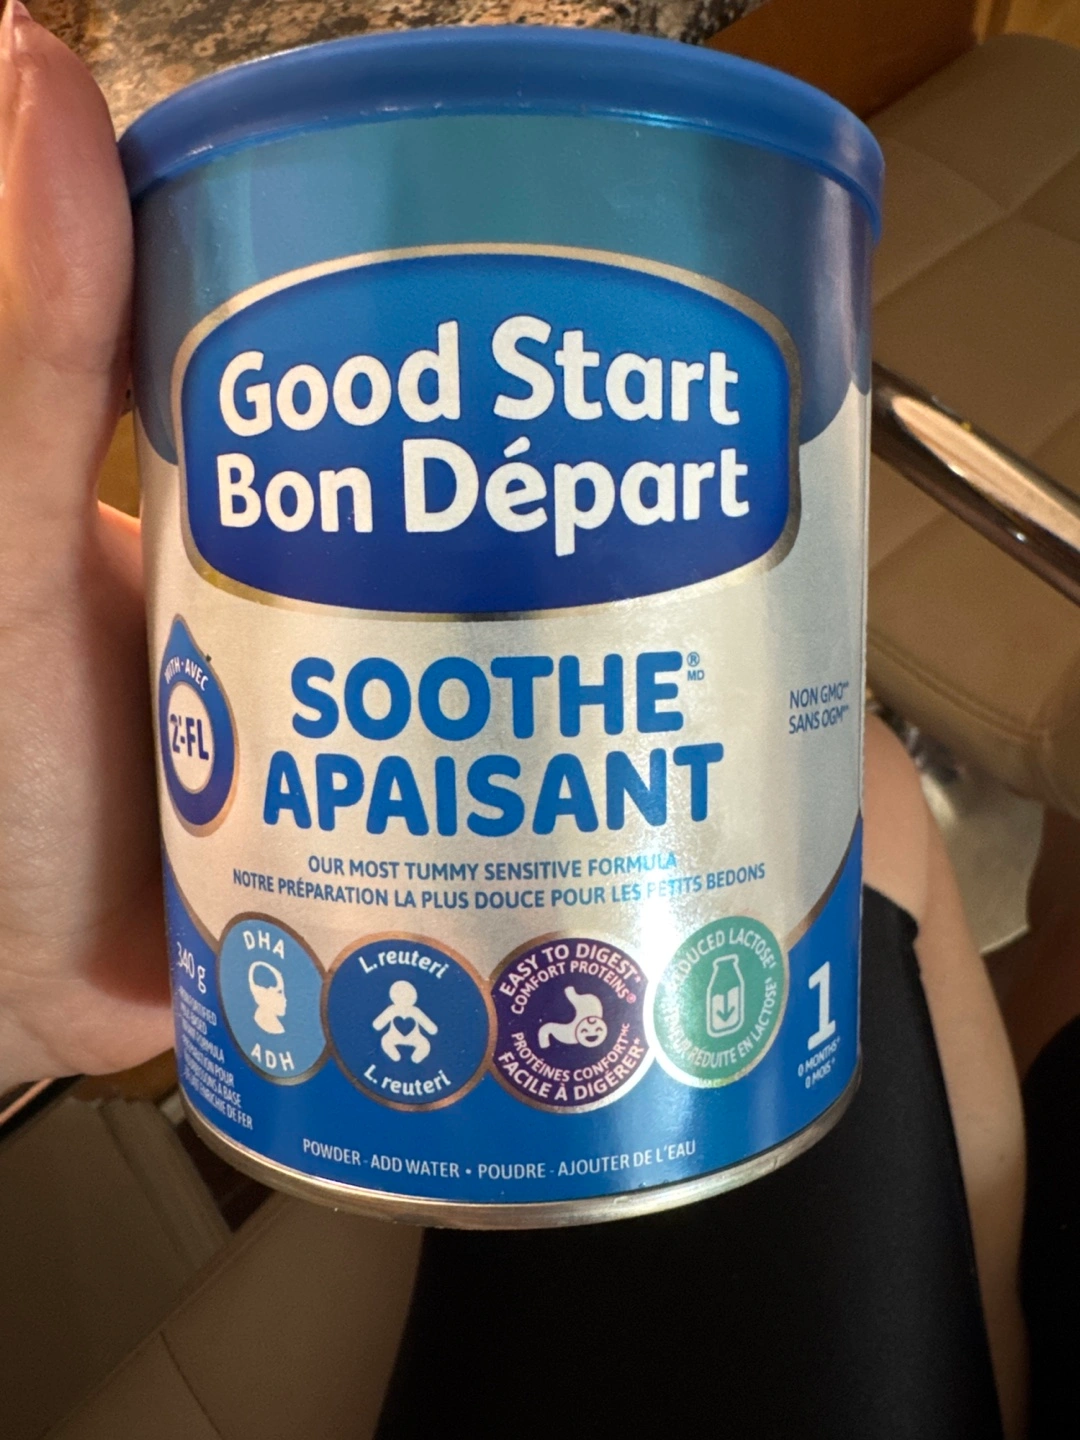 Good Start
Bon Départ
WITH · AVEC
2'-FL
SOOTHE®
MD
APAISANT
NON GMO**
SANS OGM**
OUR MOST TUMMY SENSITIVE FORMULA
NOTRE PRÉPARATION LA PLUS DOUCE POUR LES PETITS BEDONS
340 g
DHA
ADH
L.reuteri
L.reuteri
EASY TO DIGEST*
COMFORT PROTEINS®
PROTÉINES CONFORT
FACILE À DIGÉRER*
LACTOSE
RÉDUITE EN LACTOSE
1
0 MONTHS+
0 MOIS+
POWDER - ADD WATER • POUDRE - AJOUTER DE L'EAU